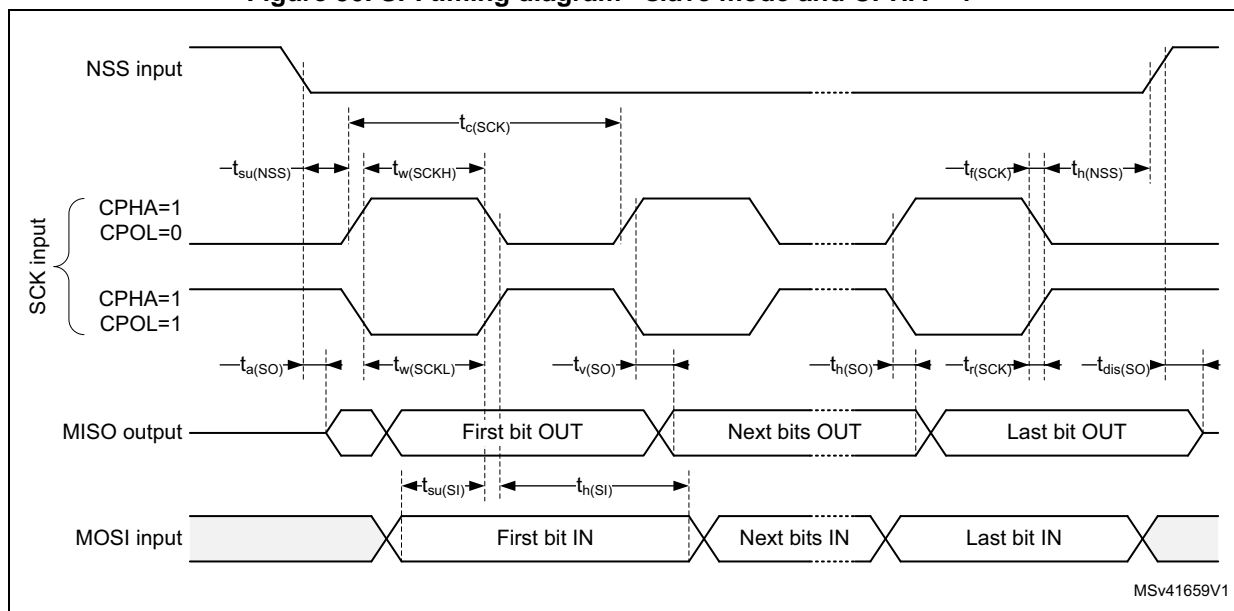 NSS input
tc(SCK)
tsu(NSS) tw(SCKH) tf(SCK) th(NSS)
SCK input
CPHA=1
CPOL=0
CPHA=1
CPOL=1
ta(SO) tw(SCKL) tv(SO) th(SO) tr(SCK) tdis(SO)
MISO output First bit OUT Next bits OUT Last bit OUT
tsu(SI) th(SI)
MOSI input First bit IN Next bits IN Last bit IN
MSv41659V1